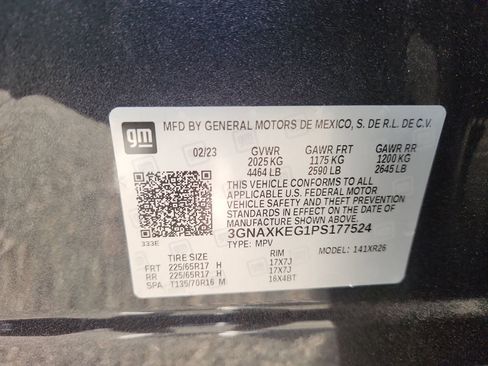 gm
MFD BY GENERAL MOTORS DE MEXICO, S. DE R.L. DE C.V.
02/23 GVWR GAWR FRT GAWR RR
2025 KG 1175 KG 1200 KG
4464 LB 2590 LB 2645 LB
THIS VEHICLE CONFORMS TO ALL
APPLICABLE U.S. FEDERAL MOTOR
VEHICLE SAFETY AND THEFT PREVENTION
STANDARDS IN EFFECT ON THE DATE OF
MANUFACTURE SHOWN ABOVE.
3GNAXKEG1PS177524
333E
TYPE: MPV MODEL: 141XR26
TIRE SIZE RIM
FRT 225/65R17 H 17X7J
RR 225/65R17 H 17X7J
SPA T135/70R16 M 16X4BT